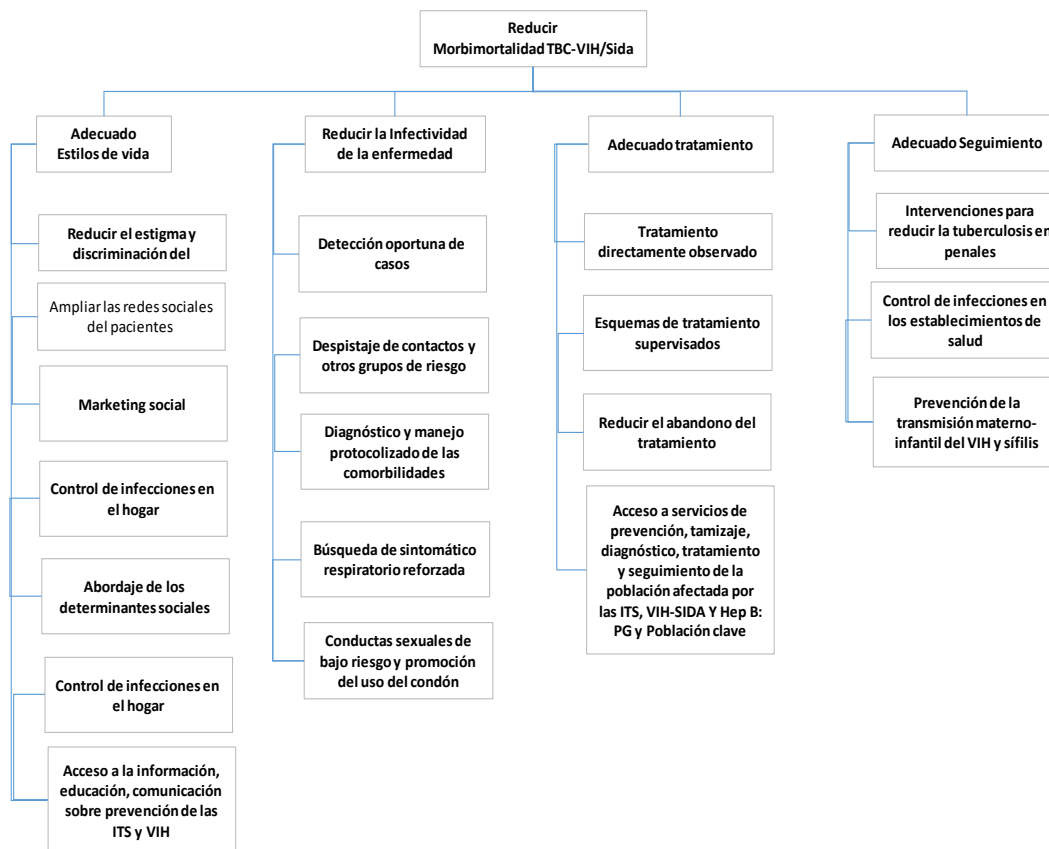 Reducir
Morbimortalidad TBC-VIH/Sida
Adecuado
Estilos de vida
Reducir el estigma y
discriminación del
Ampliar las redes sociales
del pacientes
Marketing social
Control de infecciones en
el hogar
Abordaje de los
determinantes sociales
Control de infecciones en
el hogar
Acceso a la información,
educación, comunicación
sobre prevención de las
ITS y VIH
Reducir la Infectividad
de la enfermedad
Detección oportuna de
casos
Despistaje de contactos y
otros grupos de riesgo
Diagnóstico y manejo
protocolizado de las
comorbilidades
Búsqueda de sintomático
respiratorio reforzada
Conductas sexuales de
bajo riesgo y promoción
del uso del condón
Adecuado tratamiento
Tratamiento
directamente observado
Esquemas de tratamiento
supervisados
Reducir el abandono del
tratamiento
Acceso a servicios de
prevención, tamizaje,
diagnóstico, tratamiento
y seguimiento de la
población afectada por
las ITS, VIH-SIDA Y Hep B:
PG y Población clave
Adecuado Seguimiento
Intervenciones para
reducir la tuberculosis en
penales
Control de infecciones en
los establecimientos de
salud
Prevención de la
transmisión materno-
infantil del VIH y sífilis